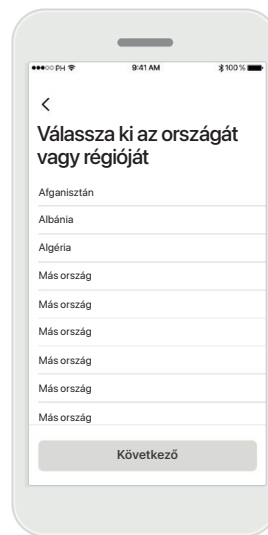 PH 9:41 AM 100 %
Válassza ki az országát
vagy régióját
Afganisztán
Albánia
Algéria
Más ország
Más ország
Más ország
Más ország
Más ország
Más ország
Következő